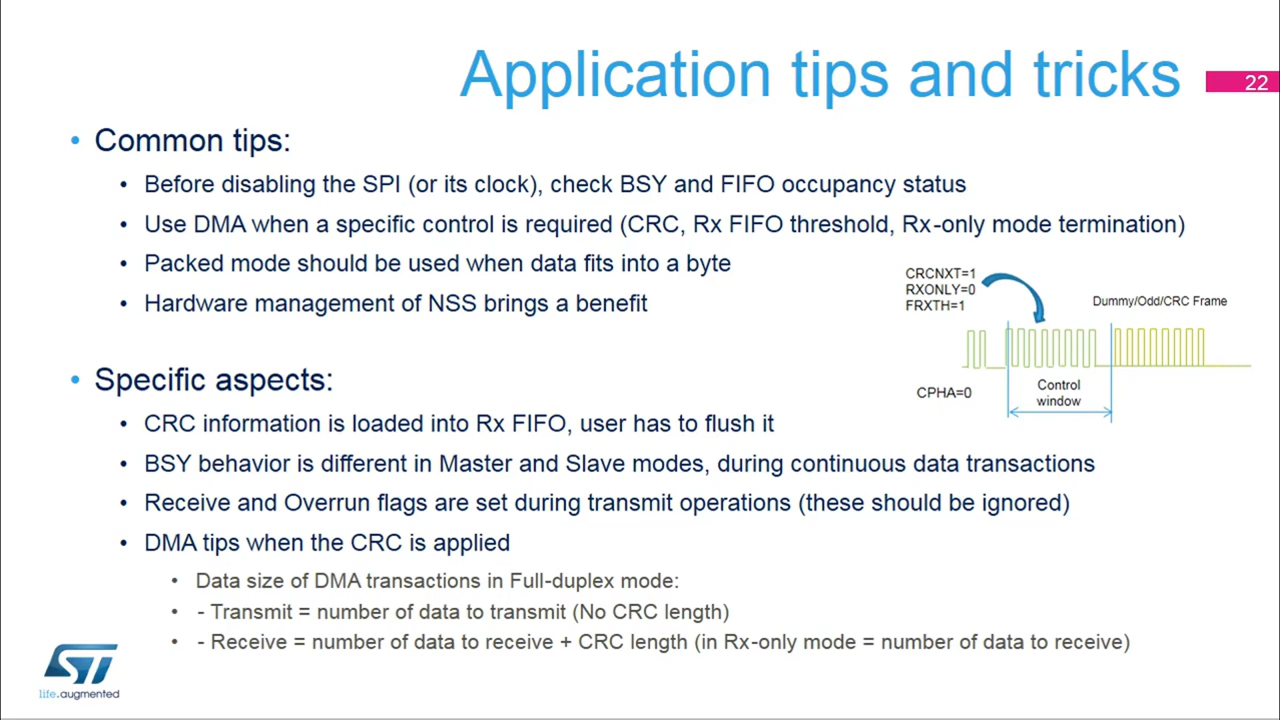 Application tips and tricks
22
• Common tips:
• Before disabling the SPI (or its clock), check BSY and FIFO occupancy status
• Use DMA when a specific control is required (CRC, Rx FIFO threshold, Rx-only mode termination)
• Packed mode should be used when data fits into a byte
• Hardware management of NSS brings a benefit
CRCNXT=1
RXONLY=0
FRXTH=1
Dummy/Odd/CRC Frame
CPHA=0
Control
window
• Specific aspects:
• CRC information is loaded into Rx FIFO, user has to flush it
• BSY behavior is different in Master and Slave modes, during continuous data transactions
• Receive and Overrun flags are set during transmit operations (these should be ignored)
• DMA tips when the CRC is applied
• Data size of DMA transactions in Full-duplex mode:
• - Transmit = number of data to transmit (No CRC length)
• - Receive = number of data to receive + CRC length (in Rx-only mode = number of data to receive)
ST
life.augmented